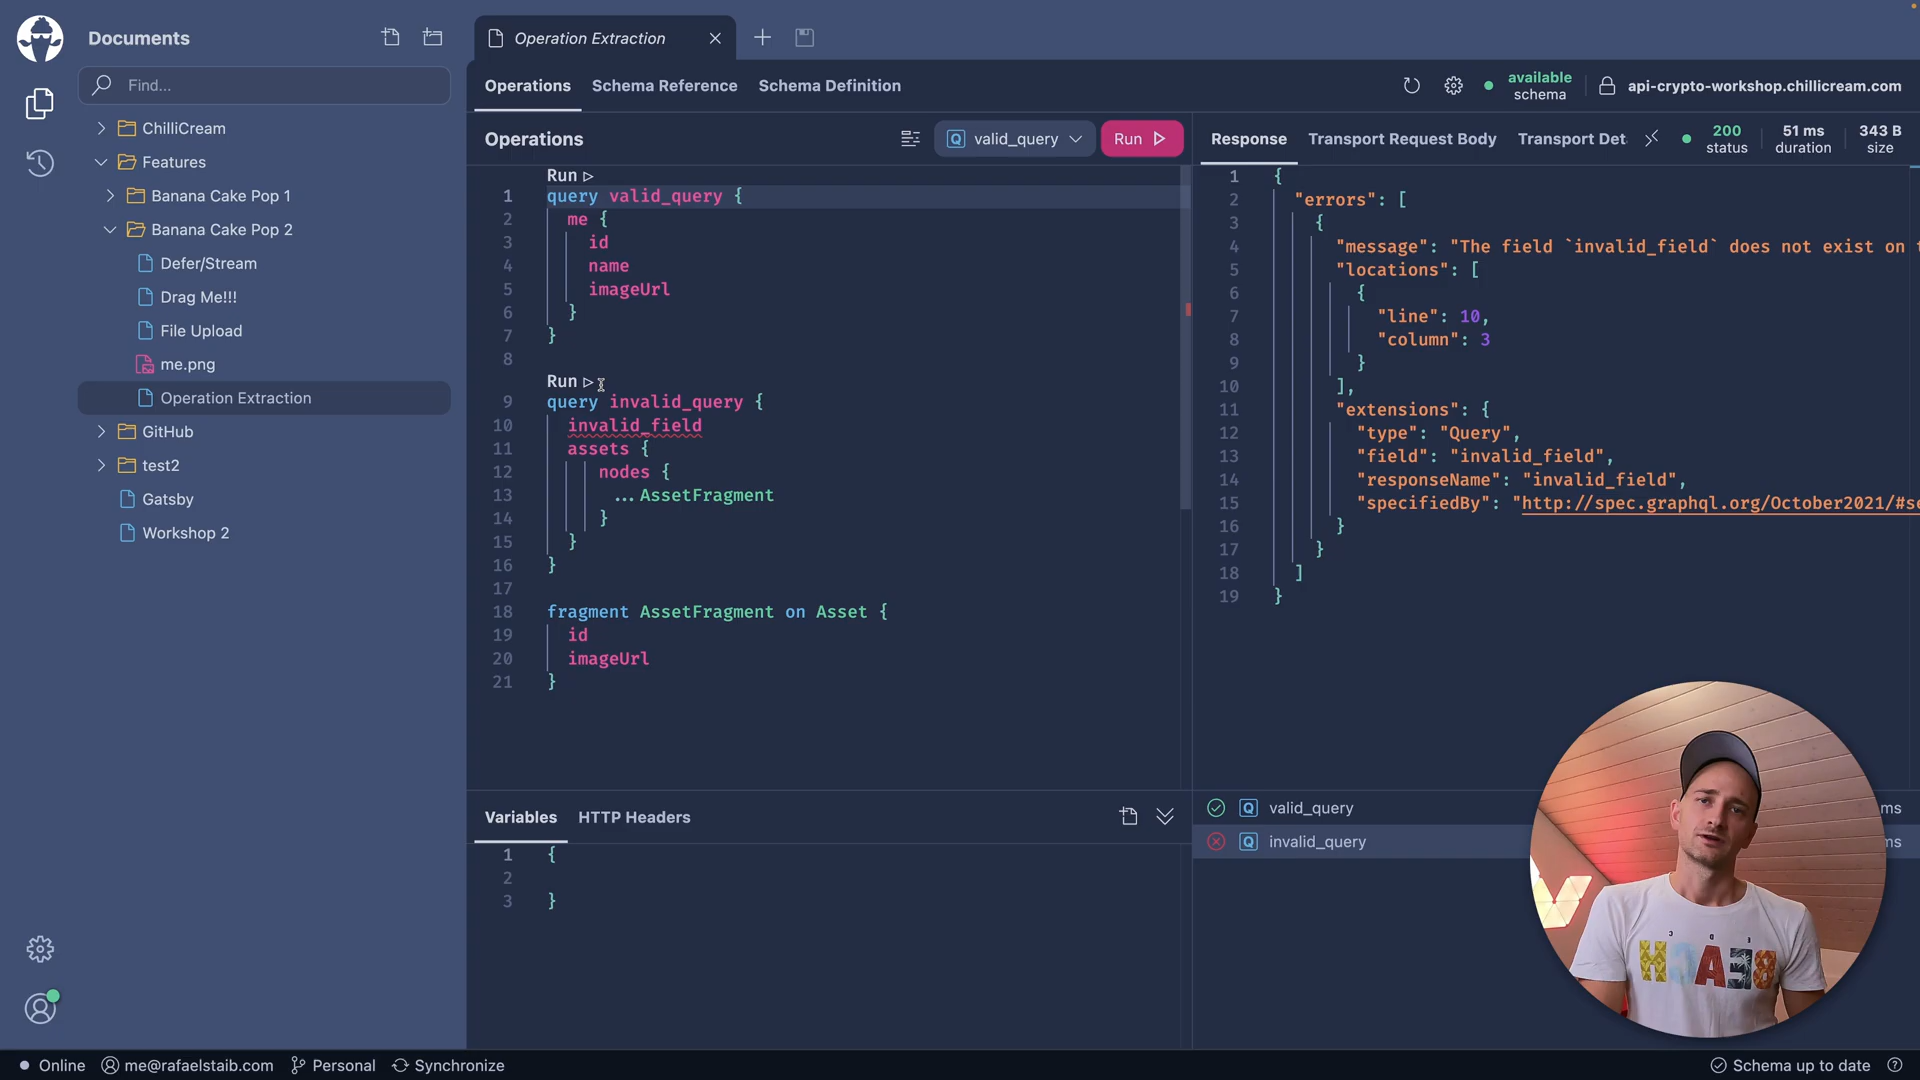 Documents
Find...
ChilliCream
Features
Banana Cake Pop 1
Banana Cake Pop 2
Defer/Stream
Drag Me!!!
File Upload
me.png
Operation Extraction
GitHub
test2
Gatsby
Workshop 2
Operation Extraction
Operations
Schema Reference
Schema Definition
available
schema
api-crypto-workshop.chillicream.com
Operations
Q valid_query
Run
Run
1 query valid_query {
2 me {
3 id
4 name
5 imageUrl
6 }
7 }
8
Run
9 query invalid_query {
10 invalid_field
11 assets {
12 nodes {
13 ...AssetFragment
14 }
15 }
16 }
17
18 fragment AssetFragment on Asset {
19 id
20 imageUrl
21 }
Variables
HTTP Headers
1 {
2
3 }
Response
Transport Request Body
Transport Det
200
status
51 ms
duration
343 B
size
1 {
2 "errors": [
3 {
4 "message": "The field `invalid_field` does not exist on
5 "locations": [
6 {
7 "line": 10,
8 "column": 3
9 }
10 ],
11 "extensions": {
12 "type": "Query",
13 "field": "invalid_field",
14 "responseName": "invalid_field",
15 "specifiedBy": "http://spec.graphql.org/October2021/#se
16 }
17 }
18 ]
19 }
Q valid_query
ms
Q invalid_query
ms
Online
me@rafaelstaib.com
Personal
Synchronize
Schema up to date